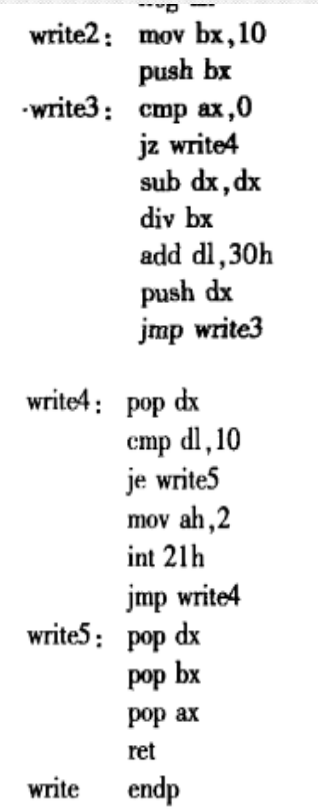 write2: mov bx,10
push bx
write3: cmp ax,0
jz write4
sub dx,dx
div bx
add dl,30h
push dx
jmp write3
write4: pop dx
cmp dl,10
je write5
mov ah,2
int 21h
jmp write4
write5: pop dx
pop bx
pop ax
ret
write endp